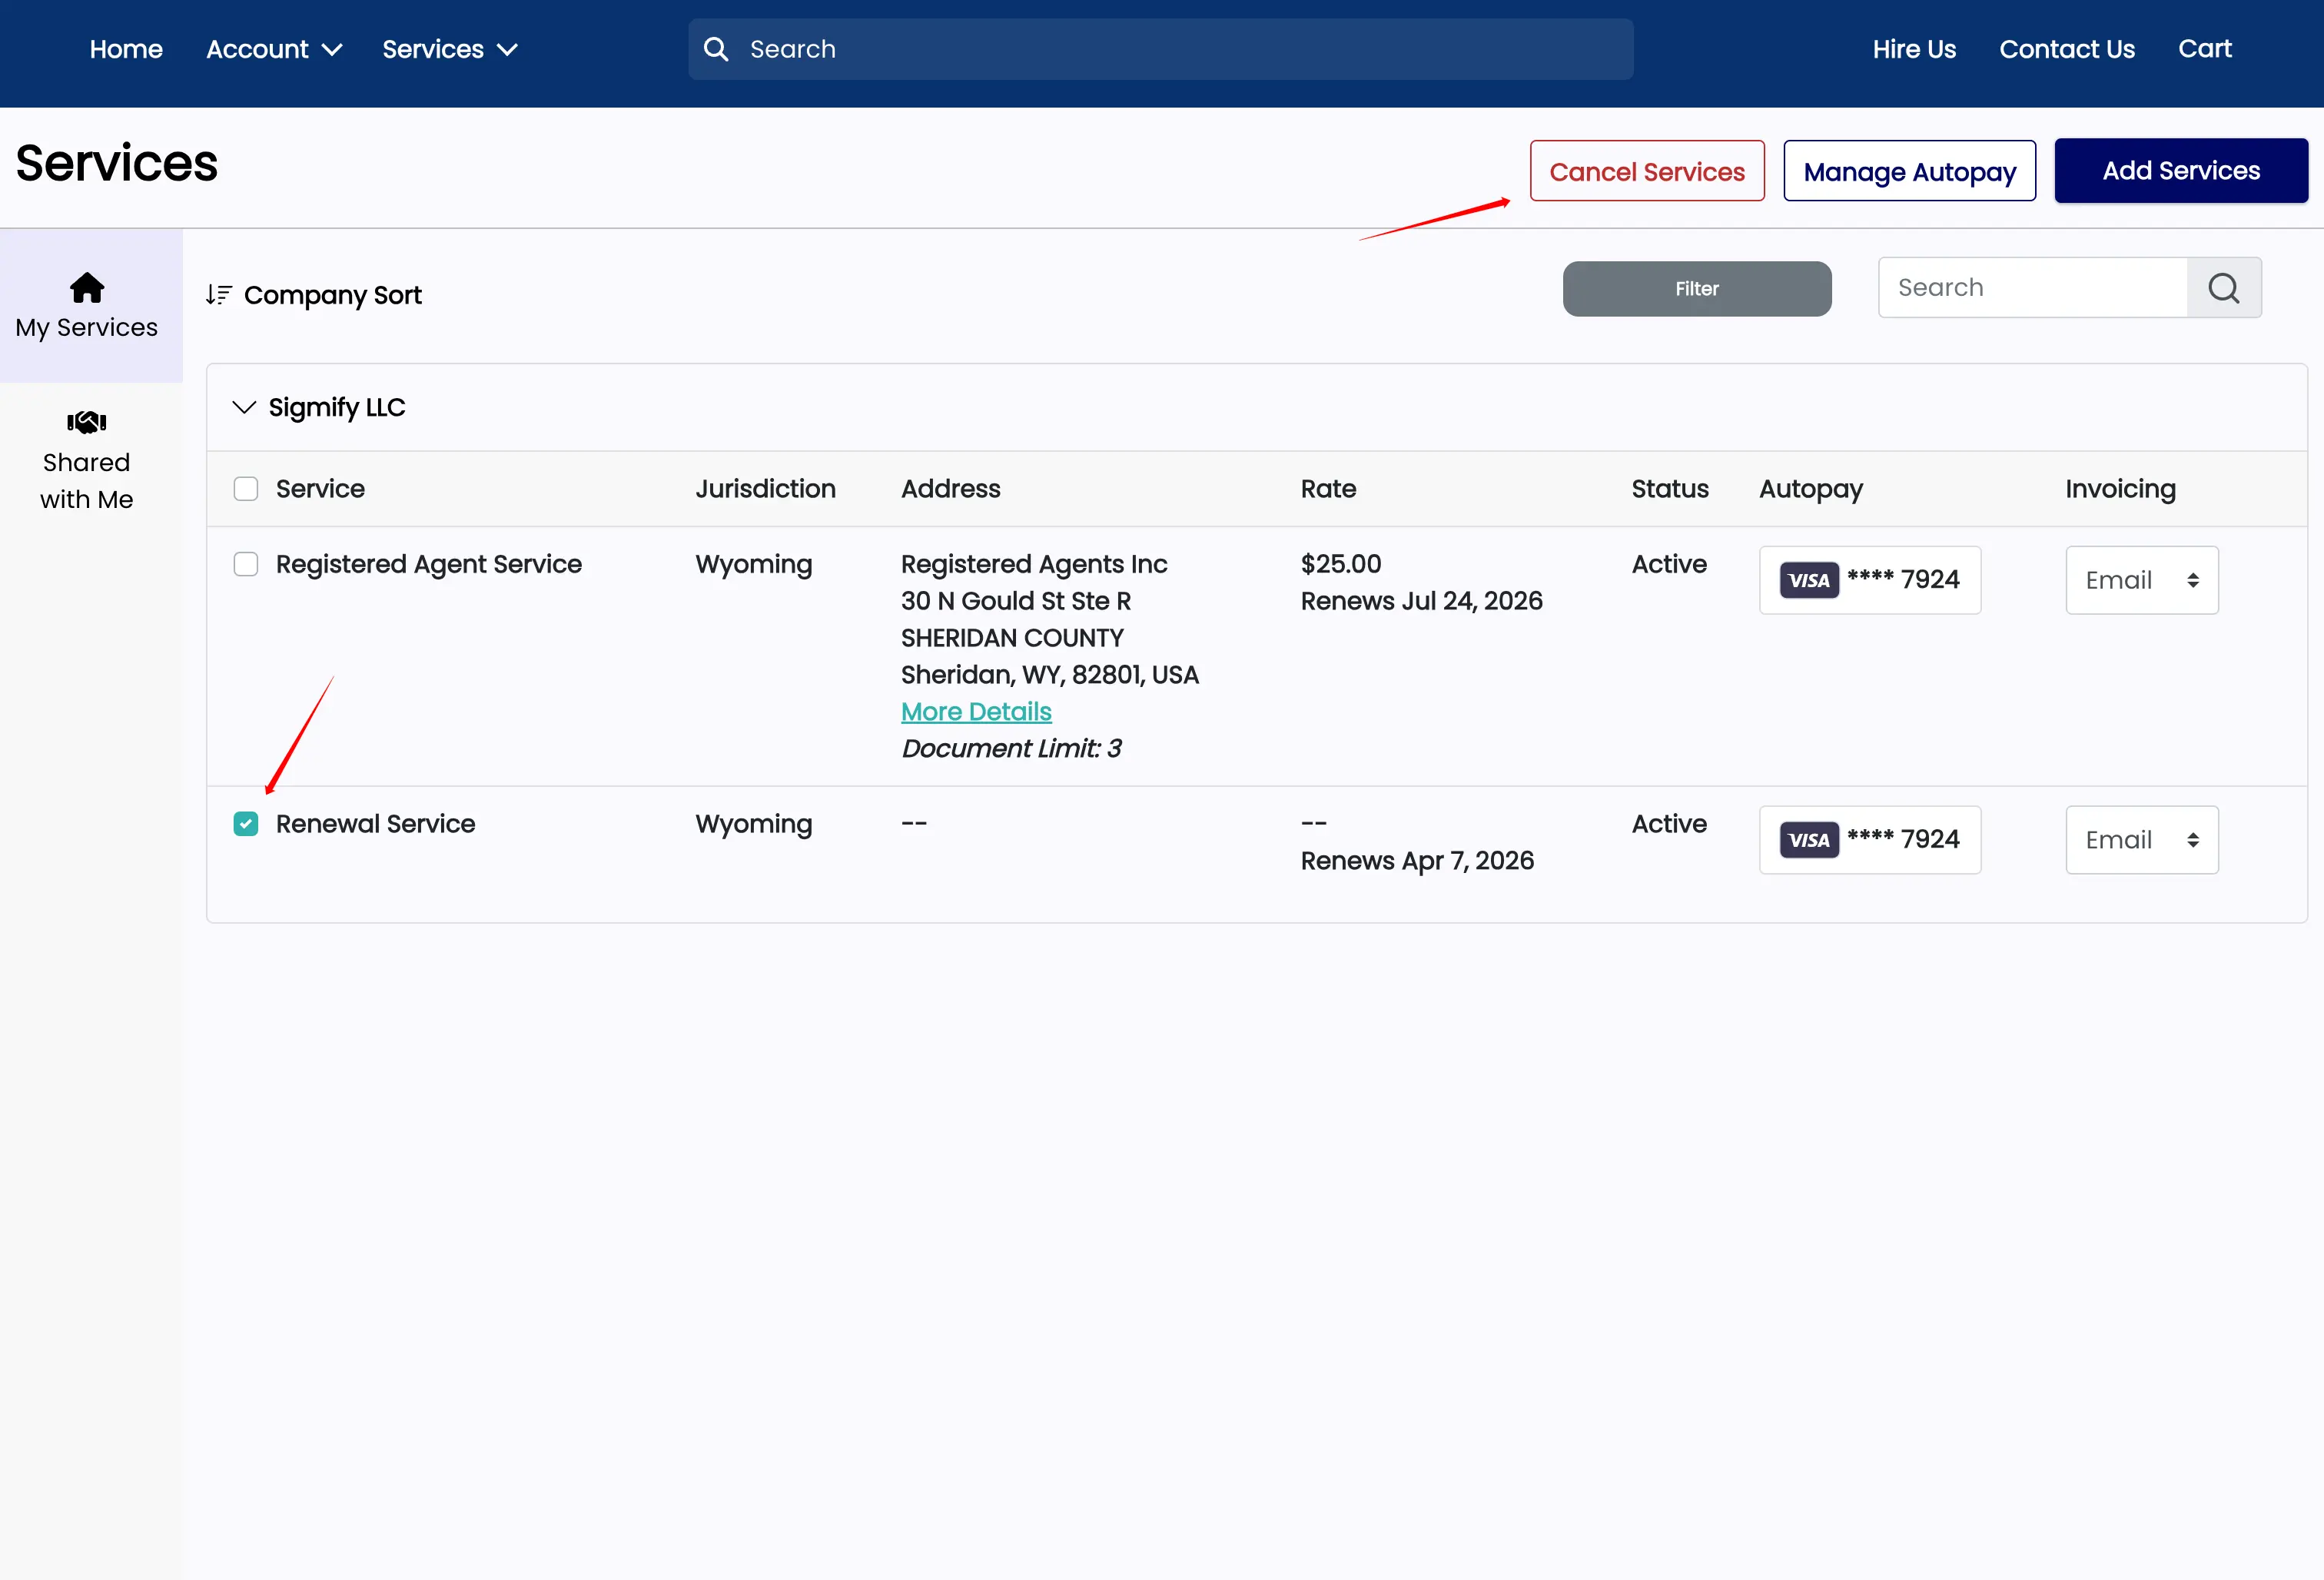 Home Account Services Search Hire Us Contact Us Cart
Services
Cancel Services Manage Autopay Add Services
My Services
Shared
with Me
Company Sort Filter Search
Sigmify LLC
Service Jurisdiction Address Rate Status Autopay Invoicing
Registered Agent Service Wyoming Registered Agents Inc $25.00 Active VISA **** 7924 Email
30 N Gould St Ste R Renews Jul 24, 2026
SHERIDAN COUNTY
Sheridan, WY, 82801, USA
More Details
Document Limit: 3
Renewal Service Wyoming -- -- Active VISA **** 7924 Email
Renews Apr 7, 2026